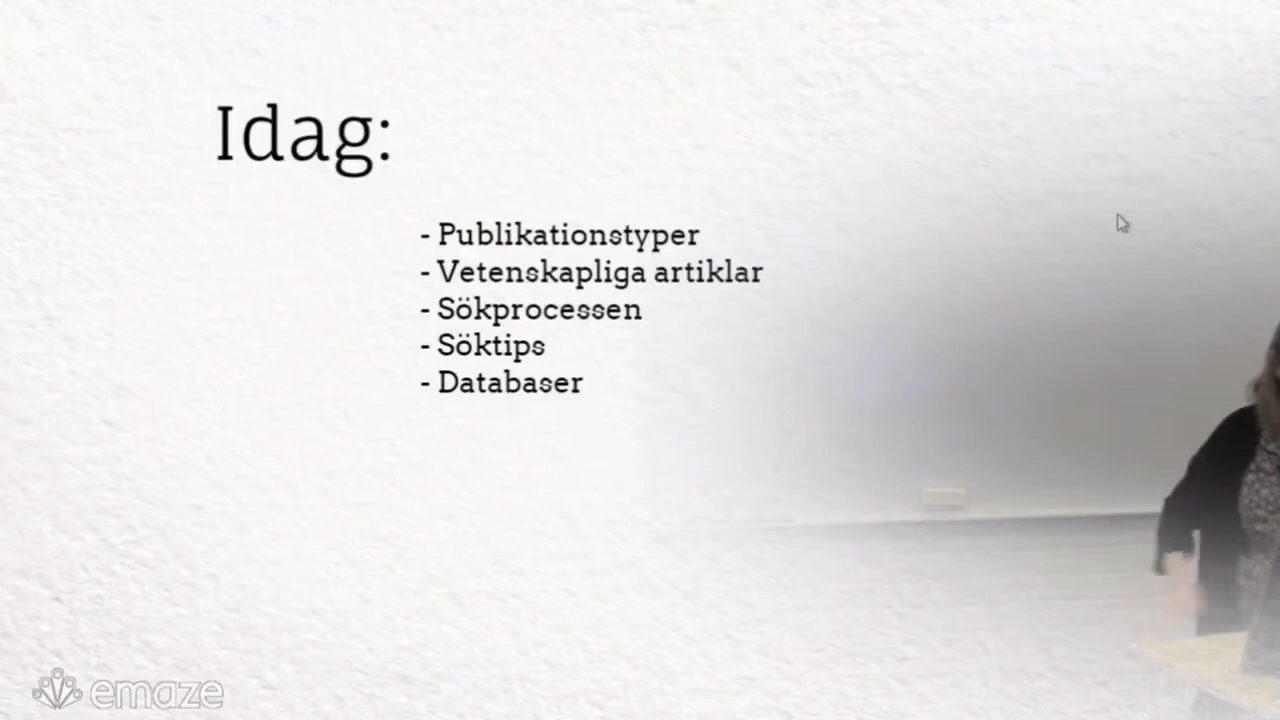 Idag:
- Publikationstyper
- Vetenskapliga artiklar
- Sökprocessen
- Söktips
- Databaser
emaze